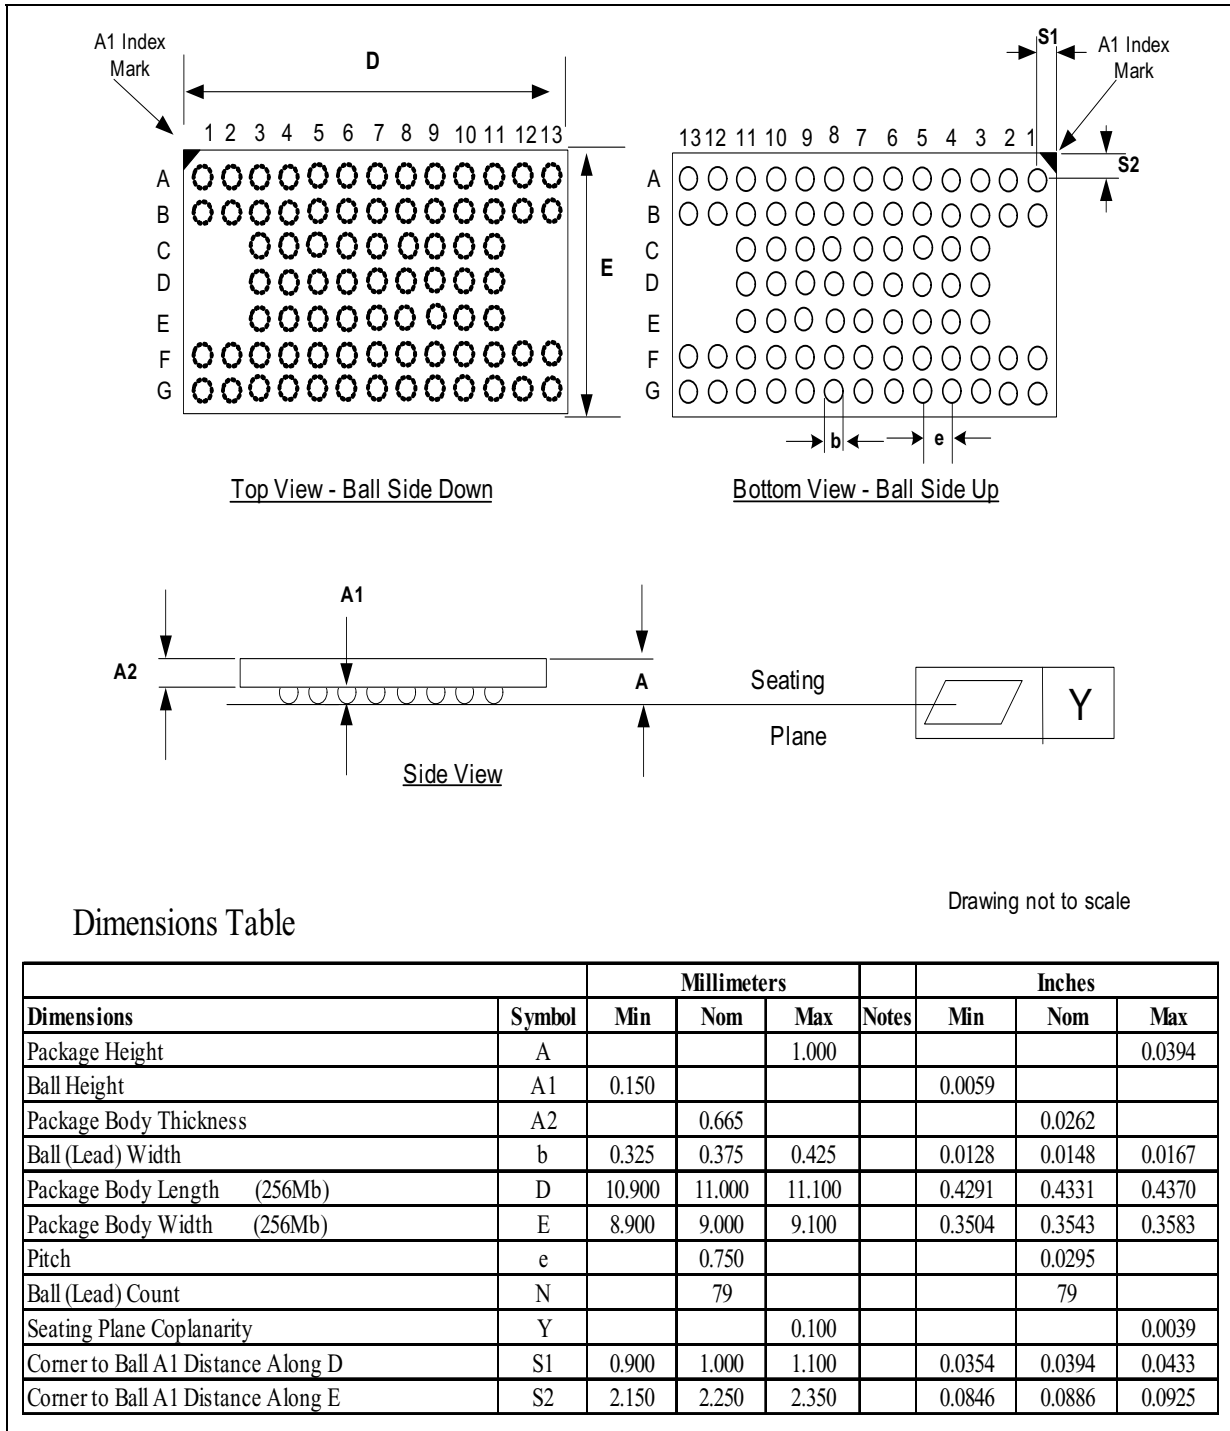 A1 Index
Mark
D
S1
A1 Index
Mark
1 2 3 4 5 6 7 8 9 10 11 12 13
13 12 11 10 9 8 7 6 5 4 3 2 1
S2
A
B
C
D
E
F
G
E
A
B
C
D
E
F
G
b
e
Top View - Ball Side Down
Bottom View - Ball Side Up
A1
A2
A
Seating
Plane
Y
Side View
Drawing not to scale
Dimensions Table
Millimeters Inches
Dimensions Symbol Min Nom Max Notes Min Nom Max
Package Height A 1.000 0.0394
Ball Height A1 0.150 0.0059
Package Body Thickness A2 0.665 0.0262
Ball (Lead) Width b 0.325 0.375 0.425 0.0128 0.0148 0.0167
Package Body Length (256Mb) D 10.900 11.000 11.100 0.4291 0.4331 0.4370
Package Body Width (256Mb) E 8.900 9.000 9.100 0.3504 0.3543 0.3583
Pitch e 0.750 0.0295
Ball (Lead) Count N 79 79
Seating Plane Coplanarity Y 0.100 0.0039
Corner to Ball A1 Distance Along D S1 0.900 1.000 1.100 0.0354 0.0394 0.0433
Corner to Ball A1 Distance Along E S2 2.150 2.250 2.350 0.0846 0.0886 0.0925